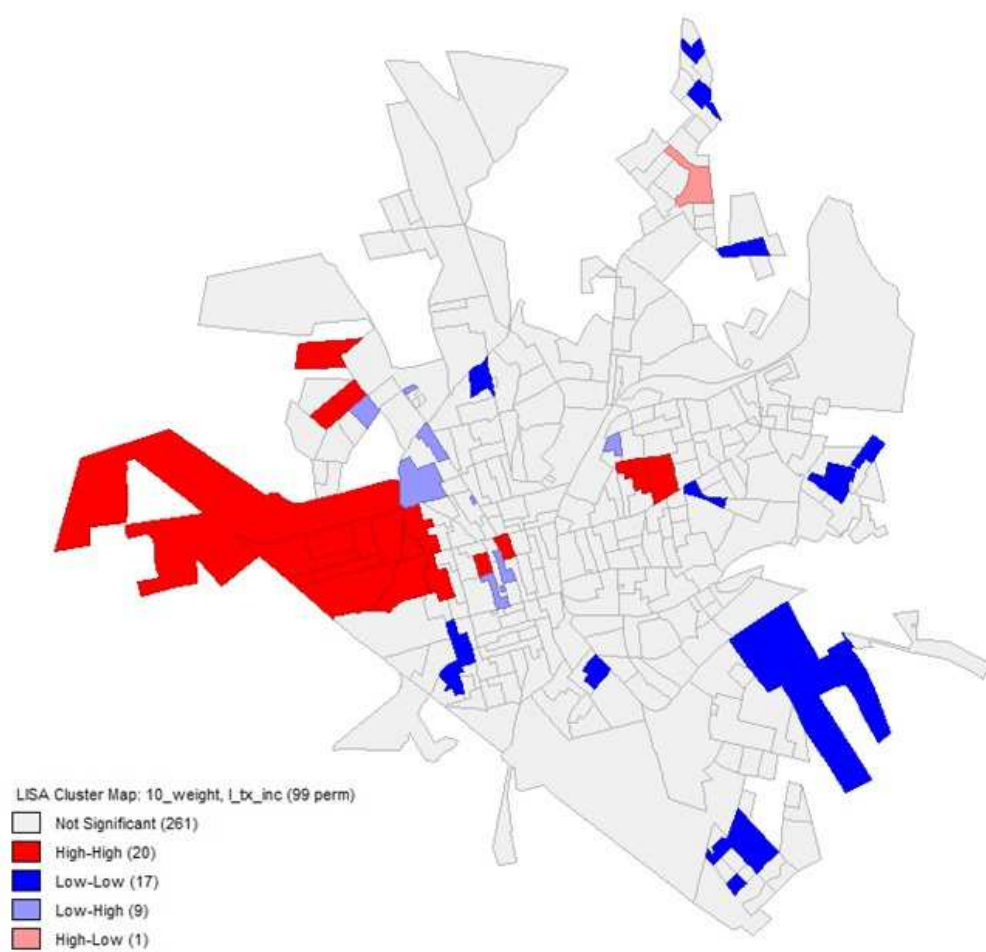 LISA Cluster Map: 10_weight, I_tx_inc (99 perm)
Not Significant (261)
High-High (20)
Low-Low (17)
Low-High (9)
High-Low (1)